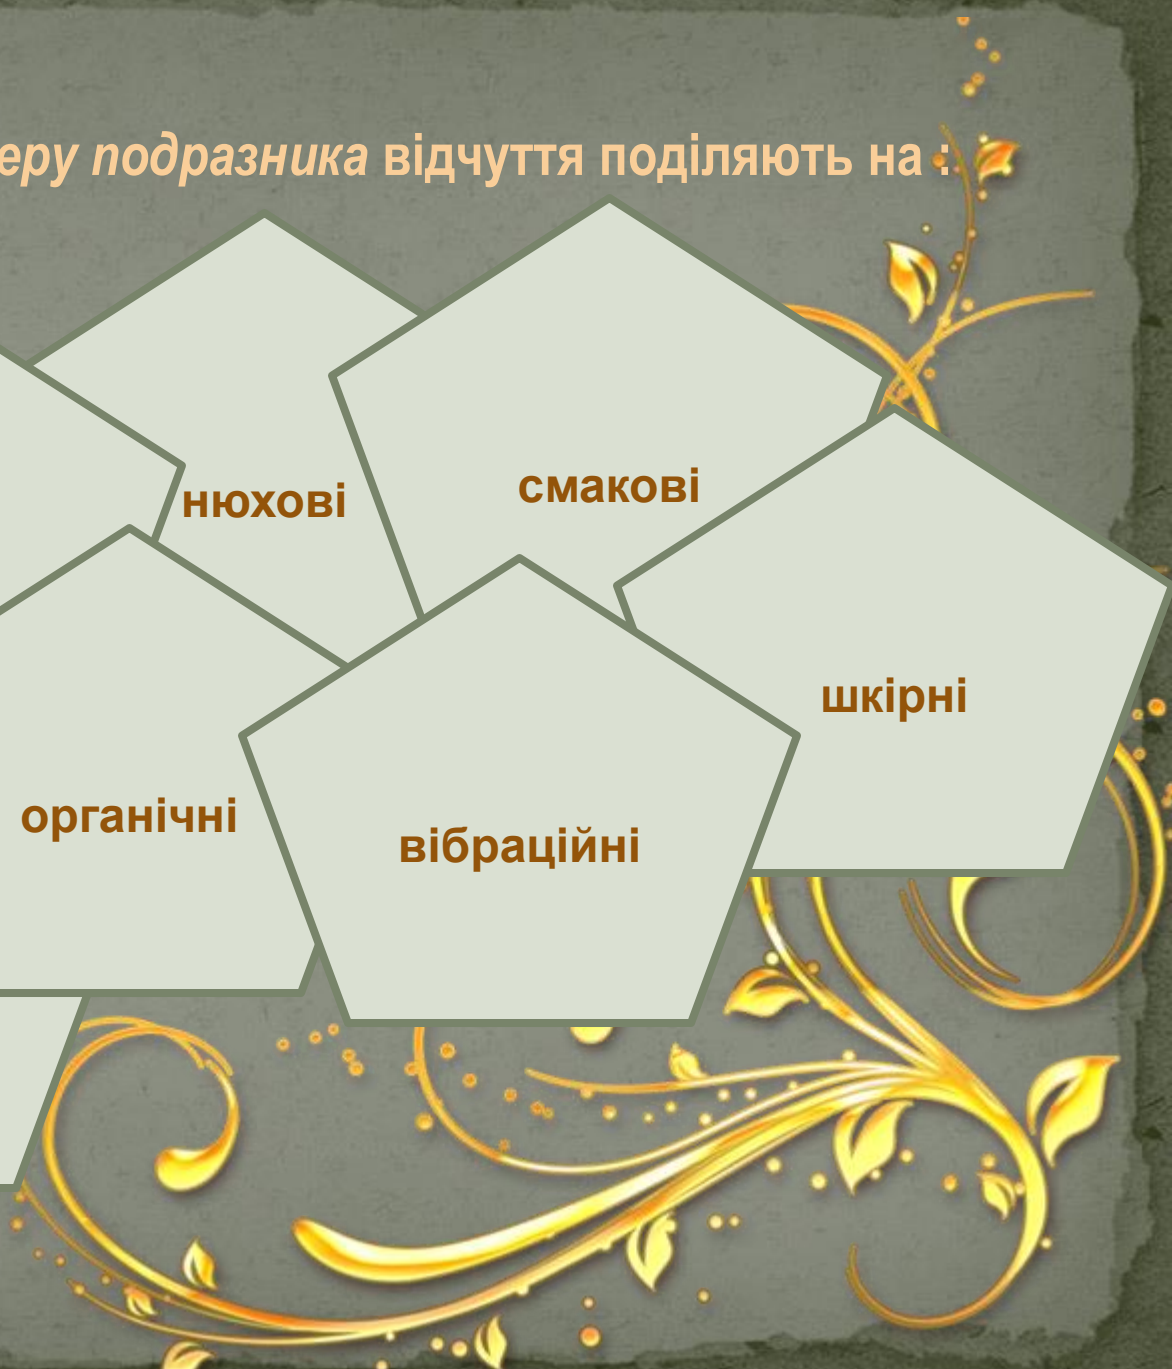 еру подразника відчуття поділяють на :
нюхові
смакові
шкірні
органічні
вібраційні